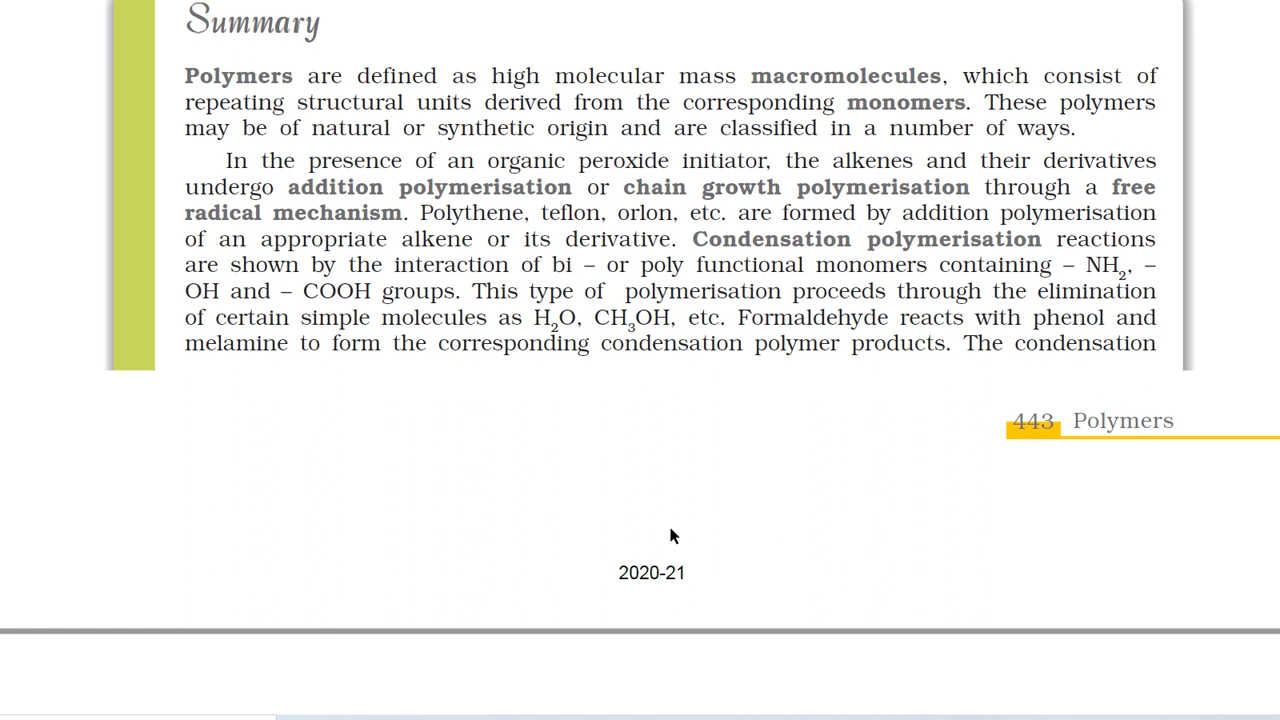 Summary
Polymers are defined as high molecular mass macromolecules, which consist of
repeating structural units derived from the corresponding monomers. These polymers
may be of natural or synthetic origin and are classified in a number of ways.
In the presence of an organic peroxide initiator, the alkenes and their derivatives
undergo addition polymerisation or chain growth polymerisation through a free
radical mechanism. Polythene, teflon, orlon, etc. are formed by addition polymerisation
of an appropriate alkene or its derivative. Condensation polymerisation reactions
are shown by the interaction of bi – or poly functional monomers containing – NH₂, –
OH and – COOH groups. This type of polymerisation proceeds through the elimination
of certain simple molecules as H₂O, CH₃OH, etc. Formaldehyde reacts with phenol and
melamine to form the corresponding condensation polymer products. The condensation
443 Polymers
2020-21